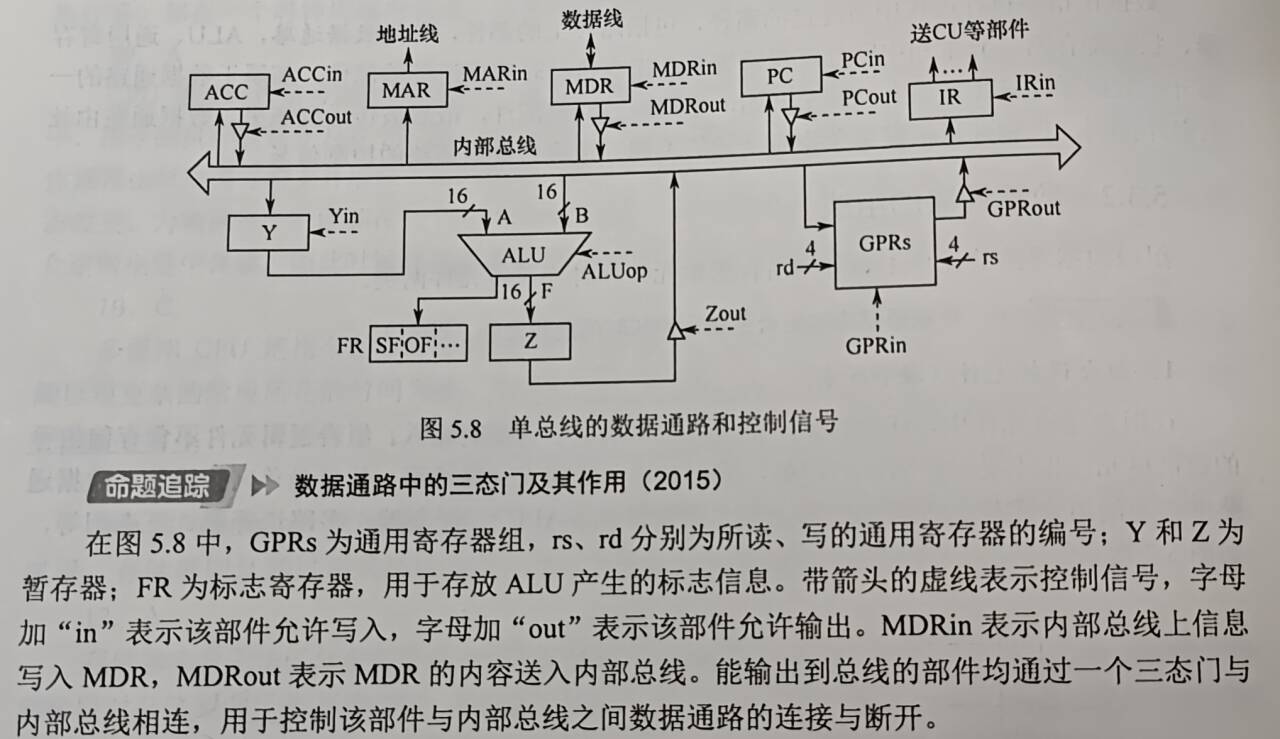 地址线
数据线
送CU等部件
ACC
ACCin
ACCout
MAR
MARin
MDR
MDRin
MDRout
PC
PCin
PCout
IR
IRin
内部总线
Y
Yin
16
A
16
B
ALU
ALUop
16
F
FR
SF
OF
…
Z
Zout
GPRs
GPRout
4
rd
4
rs
GPRin
图 5.8 单总线的数据通路和控制信号
命题追踪 数据通路中的三态门及其作用（2015）
在图 5.8 中，GPRs 为通用寄存器组，rs、rd 分别为所读、写的通用寄存器的编号；Y 和 Z 为
暂存器；FR 为标志寄存器，用于存放 ALU 产生的标志信息。带箭头的虚线表示控制信号，字母
加“in”表示该部件允许写入，字母加“out”表示该部件允许输出。MDRin 表示内部总线上信息
写入 MDR，MDRout 表示 MDR 的内容送入内部总线。能输出到总线的部件均通过一个三态门与
内部总线相连，用于控制该部件与内部总线之间数据通路的连接与断开。